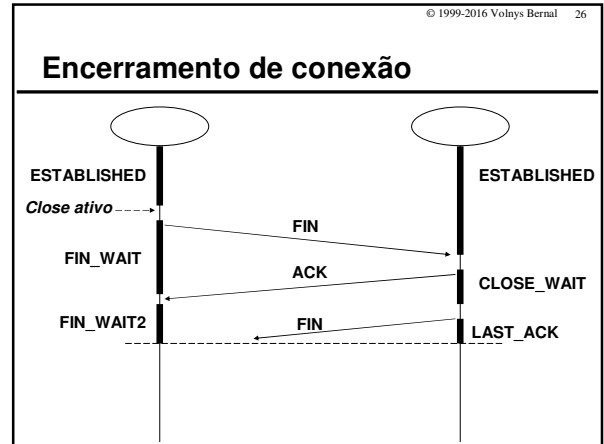 © 1999-2016 Volnys Bernal 26
Encerramento de conexão
ESTABLISHED
ESTABLISHED
Close ativo
FIN
FIN_WAIT
ACK
CLOSE_WAIT
FIN_WAIT2
FIN
LAST_ACK